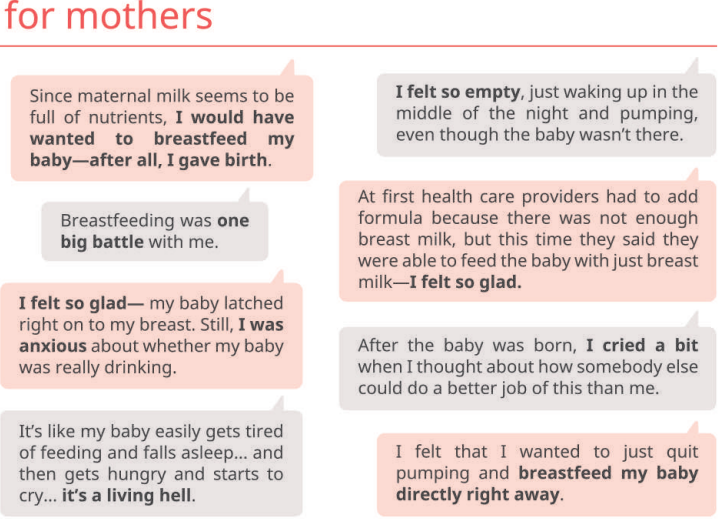 for mothers
Since maternal milk seems to be
full of nutrients, I would have
wanted to breastfeed my
baby—after all, I gave birth.
Breastfeeding was one
big battle with me.
I felt so glad— my baby latched
right on to my breast. Still, I was
anxious about whether my baby
was really drinking.
It’s like my baby easily gets tired
of feeding and falls asleep... and
then gets hungry and starts to
cry... it’s a living hell.
I felt so empty, just waking up in the
middle of the night and pumping,
even though the baby wasn’t there.
At first health care providers had to add
formula because there was not enough
breast milk, but this time they said they
were able to feed the baby with just breast
milk—I felt so glad.
After the baby was born, I cried a bit
when I thought about how somebody else
could do a better job of this than me.
I felt that I wanted to just quit
pumping and breastfeed my baby
directly right away.